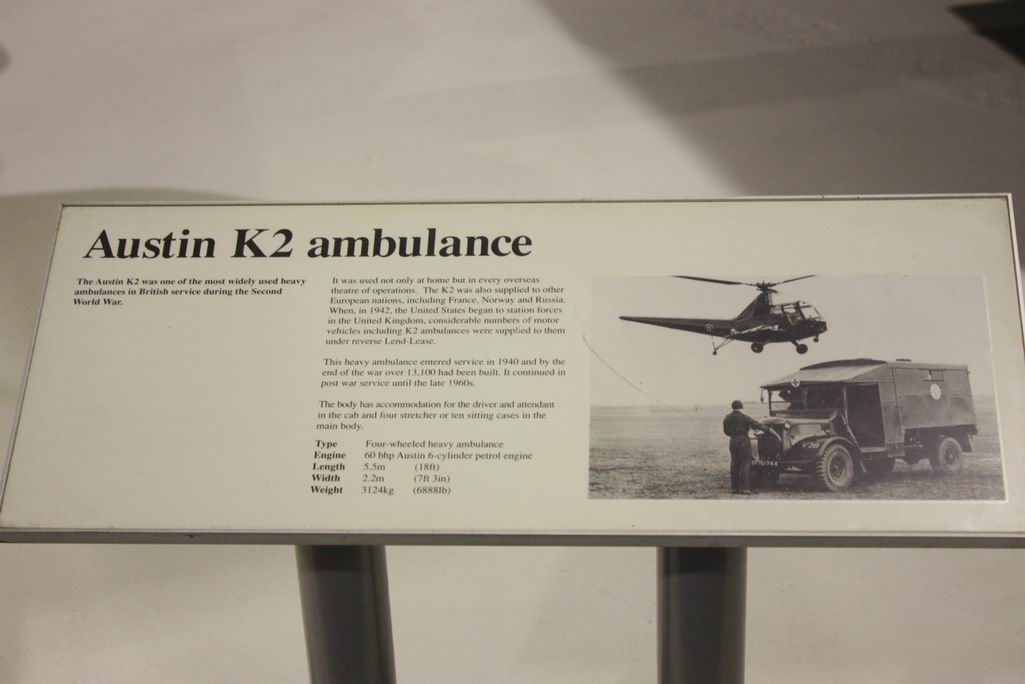 Austin K2 ambulance
The Austin K2 was one of the most widely used heavy
ambulances in British service during the Second
World War.
It was used not only at home but in every overseas
theatre of operations. The K2 was also supplied to other
European nations, including France, Norway and Russia.
When, in 1942, the United States began to station forces
in the United Kingdom, considerable numbers of motor
vehicles including K2 ambulances were supplied to them
under reverse Lend-Lease.
This heavy ambulance entered service in 1940 and by the
end of the war over 13,100 had been built. It continued in
post war service until the late 1960s.
The body has accommodation for the driver and attendant
in the cab and four stretcher or ten sitting cases in the
main body.
Type Four-wheeled heavy ambulance
Engine 60 bhp Austin 6-cylinder petrol engine
Length 5.5m (18ft)
Width 2.2m (7ft 3in)
Weight 3124kg (6888lb)